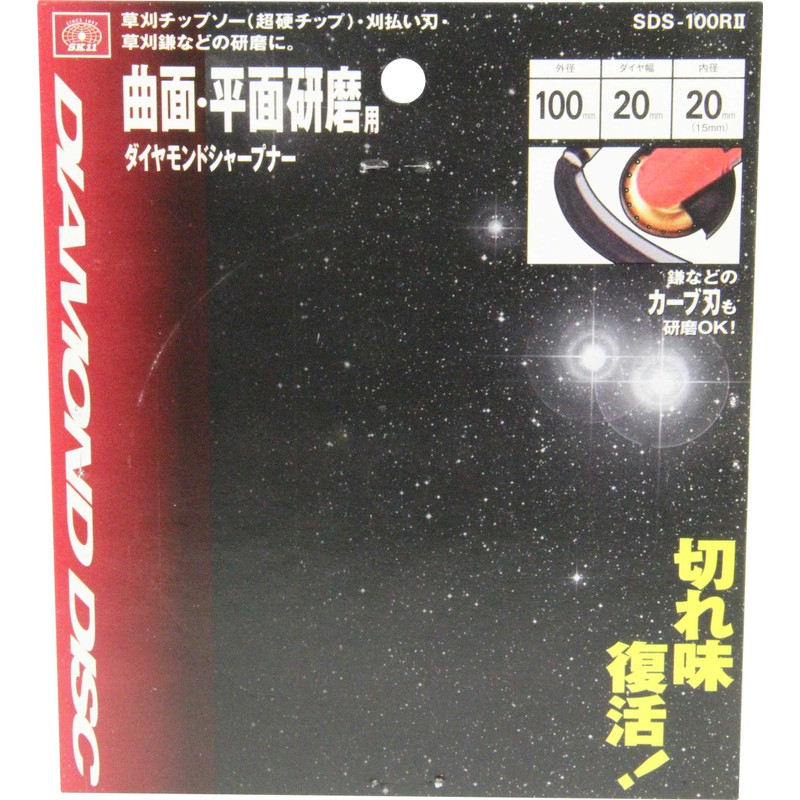 SINCE 1973
SK11
草刈チップソー(超硬チップ)・刈払い刃・
草刈鎌などの研磨に。
曲面・平面研磨用
ダイヤモンドシャープナー
SDS-100RⅡ
外径 ダイヤ幅 内径
100mm 20mm 20mm
(15mm)
鎌などの
カーブ刃も
研磨OK!
DIAMOND DISC
切れ味
復活!